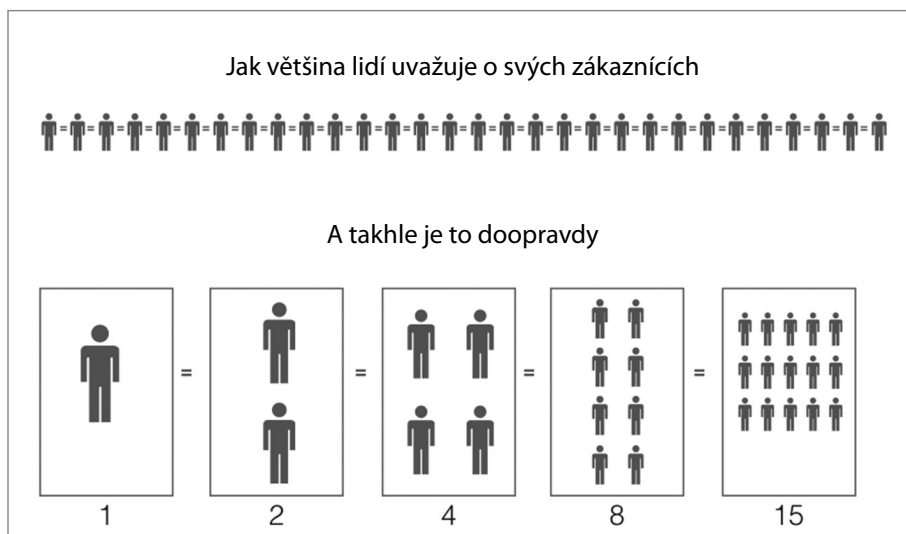 Jak většina lidí uvažuje o svých zákaznících
= = = = = = = = = = = = = = = = = = = = = = = = = = = = =
A takhle je to doopravdy
= = = =
1 2 4 8 15